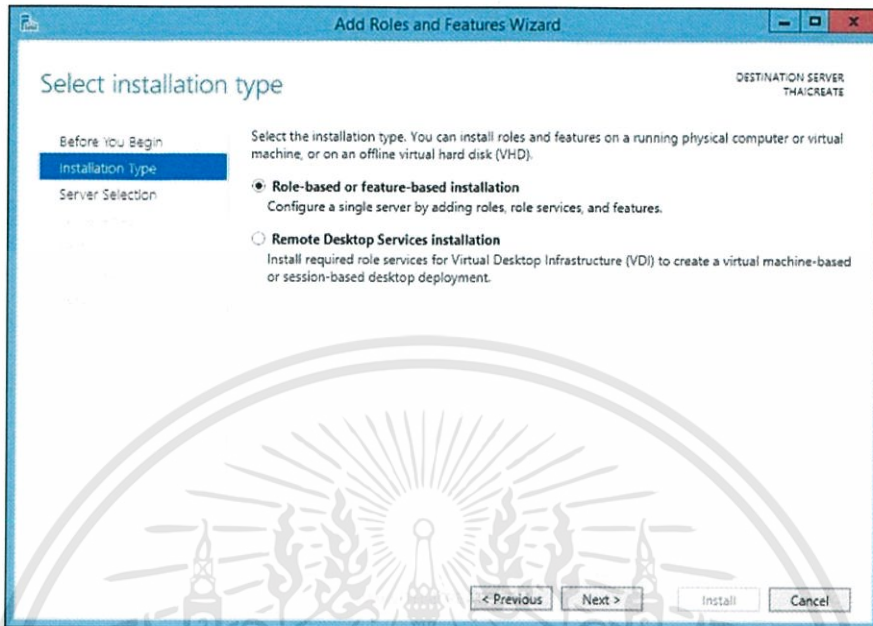 Add Roles and Features Wizard
Select installation type
DESTINATION SERVER
THAICREATE
Before You Begin
Installation Type
Server Selection
Select the installation type. You can install roles and features on a running physical computer or virtual
machine, or on an offline virtual hard disk (VHD).
Role-based or feature-based installation
Configure a single server by adding roles, role services, and features.
Remote Desktop Services installation
Install required role services for Virtual Desktop Infrastructure (VDI) to create a virtual machine-based
or session-based desktop deployment.
< Previous
Next >
Install
Cancel